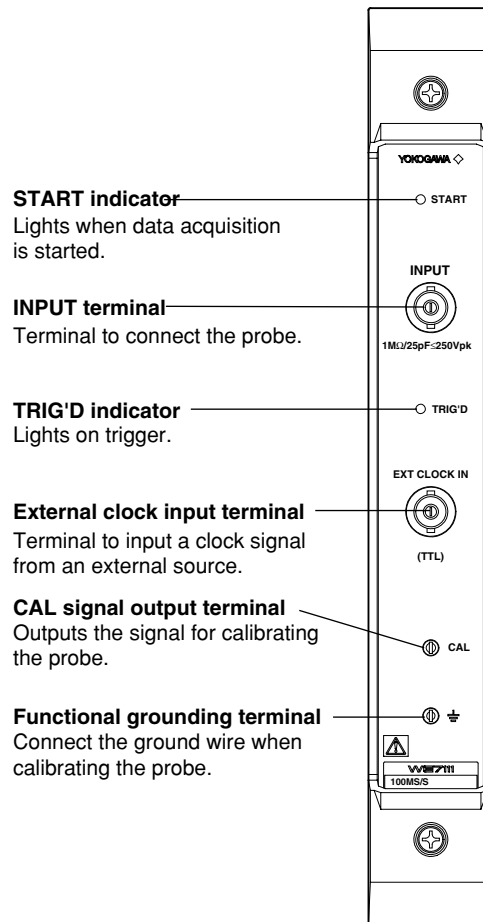 YOKOGAWA
START indicator
Lights when data acquisition
is started.
START
INPUT
INPUT terminal
Terminal to connect the probe.
1MΩ/25pF≤250Vpk
TRIG'D indicator
Lights on trigger.
TRIG'D
EXT CLOCK IN
External clock input terminal
Terminal to input a clock signal
from an external source.
(TTL)
CAL signal output terminal
Outputs the signal for calibrating
the probe.
CAL
Functional grounding terminal
Connect the ground wire when
calibrating the probe.
WE7111
100MS/S